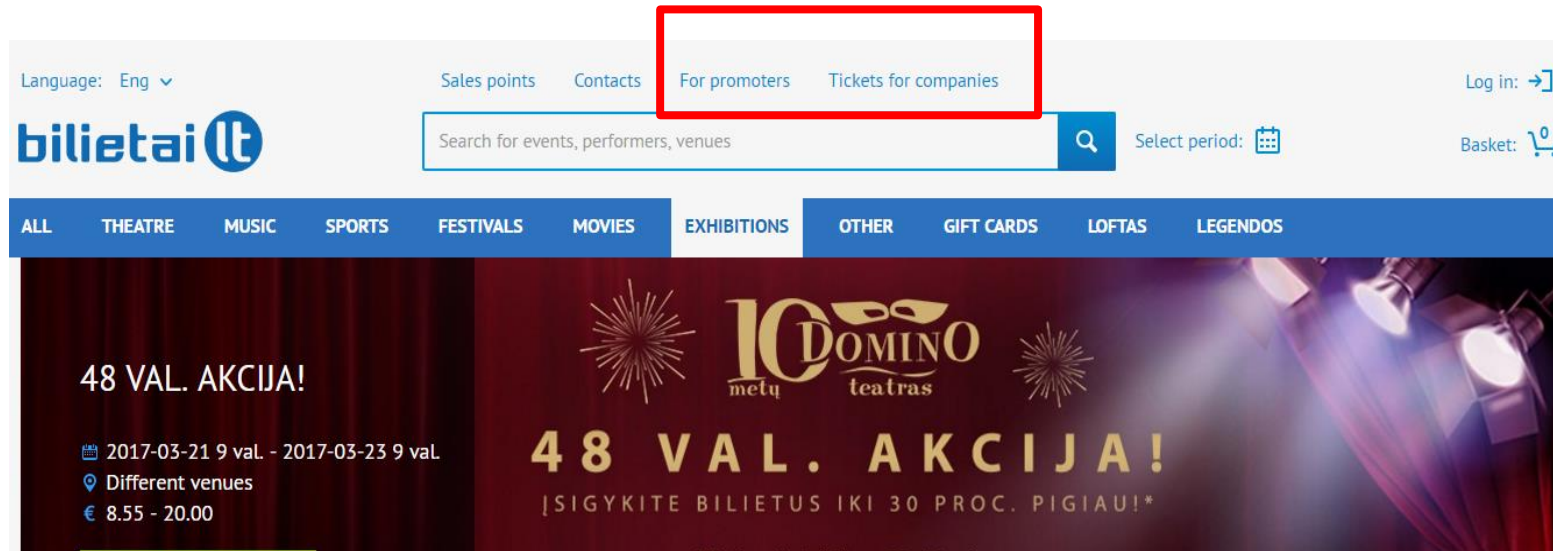 Language: Eng
Sales points Contacts For promoters Tickets for companies
Log in:
bilietai lt
Search for events, performers, venues
Select period:
Basket: 0
ALL THEATRE MUSIC SPORTS FESTIVALS MOVIES EXHIBITIONS OTHER GIFT CARDS LOFTAS LEGENDOS
48 VAL. AKCIJA!
2017-03-21 9 val. - 2017-03-23 9 val.
Different venues
€ 8.55 - 20.00
10 DOMINO
metų teatras
48 VAL. AKCIJA!
ĮSIGYKITE BILIETUS IKI 30 PROC. PIGIAU!*